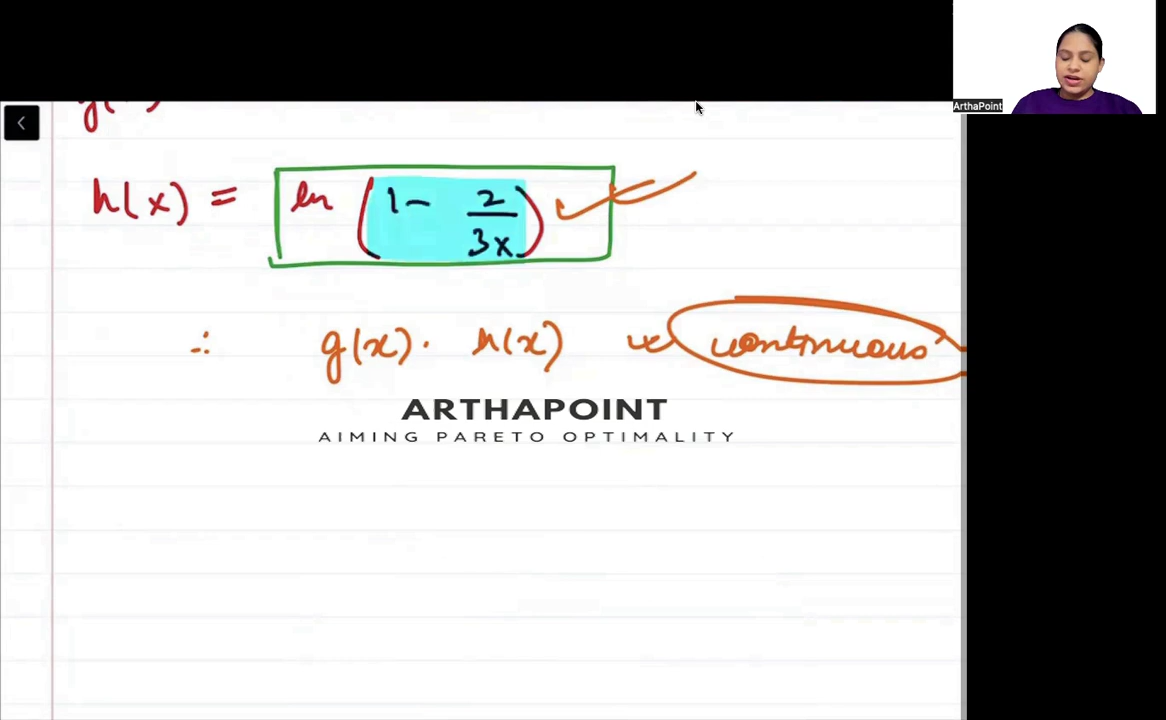 ArthaPoint
h(x) = ln (1 - 2/3x)
∴ g(x) . h(x) is continuous
ARTHAPOINT
AIMING PARETO OPTIMALITY